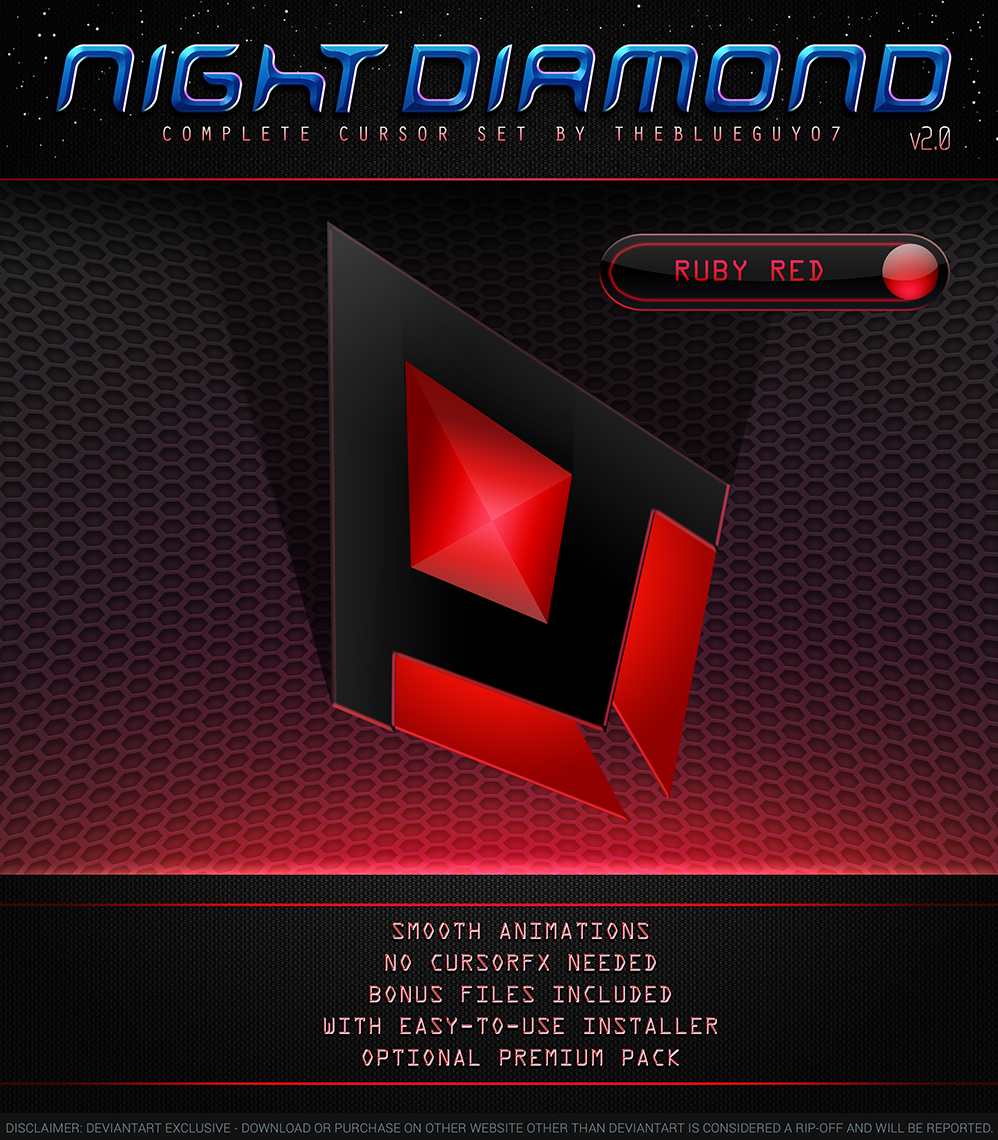 NIGHT DIAMOND
COMPLETE CURSOR SET BY THEBLUEGUY07
v2.0
RUBY RED
SMOOTH ANIMATIONS
NO CURSORFX NEEDED
BONUS FILES INCLUDED
WITH EASY-TO-USE INSTALLER
OPTIONAL PREMIUM PACK
DISCLAIMER: DEVIANTART EXCLUSIVE - DOWNLOAD OR PURCHASE ON OTHER WEBSITE OTHER THAN DEVIANTART IS CONSIDERED A RIP-OFF AND WILL BE REPORTED.